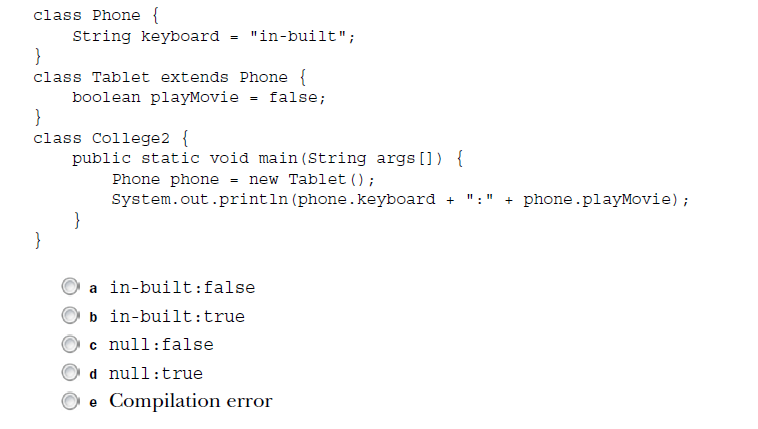 class Phone {
    String keyboard = "in-built";
}
class Tablet extends Phone {
    boolean playMovie = false;
}
class College2 {
    public static void main(String args[]) {
        Phone phone = new Tablet();
        System.out.println(phone.keyboard + ":" + phone.playMovie);
    }
}
a in-built:false
b in-built:true
c null:false
d null:true
e Compilation error